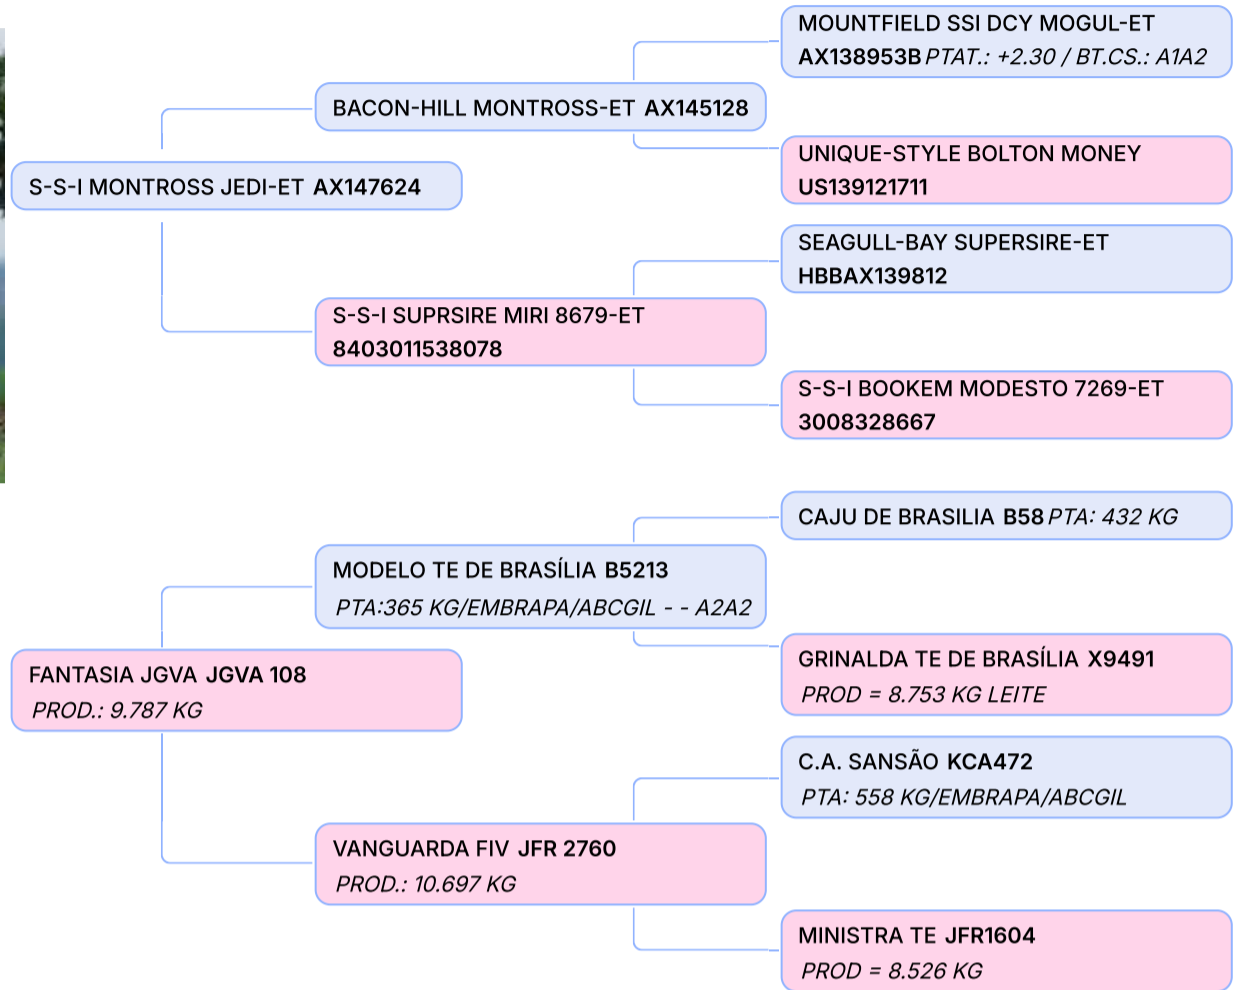 MOUNTFIELD SSI DCY MOGUL-ET
AX138953B PTAT.: +2.30 / BT.CS.: A1A2
BACON-HILL MONTROSS-ET AX145128
UNIQUE-STYLE BOLTON MONEY
US139121711
S-S-I MONTROSS JEDI-ET AX147624
SEAGULL-BAY SUPERSIRE-ET
HBBAX139812
S-S-I SUPRSIRE MIRI 8679-ET
8403011538078
S-S-I BOOKEM MODESTO 7269-ET
3008328667
CAJU DE BRASILIA B58 PTA: 432 KG
MODELO TE DE BRASÍLIA B5213
PTA:365 KG/EMBRAPA/ABCGIL - - A2A2
GRINALDA TE DE BRASÍLIA X9491
PROD = 8.753 KG LEITE
FANTASIA JGVA JGVA 108
PROD.: 9.787 KG
C.A. SANSÃO KCA472
PTA: 558 KG/EMBRAPA/ABCGIL
VANGUARDA FIV JFR 2760
PROD.: 10.697 KG
MINISTRA TE JFR1604
PROD = 8.526 KG